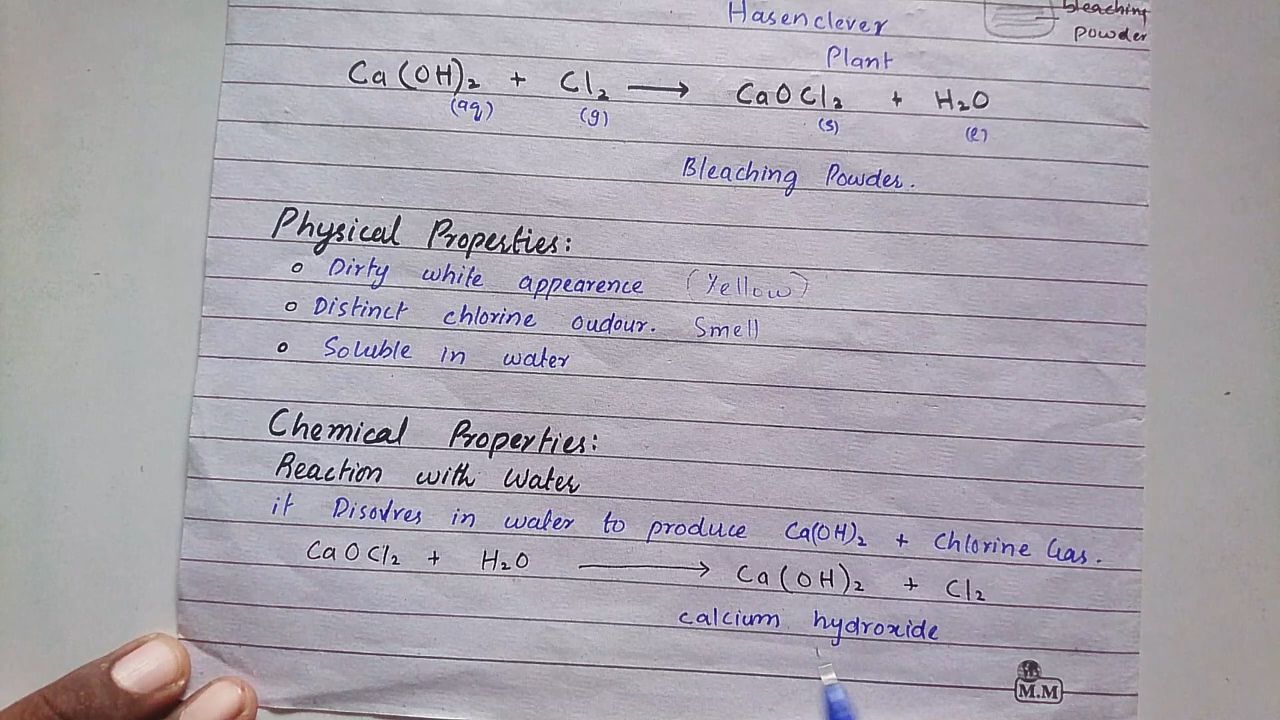 Hasenclever
Plant
bleaching
powder
Ca(OH)₂ + Cl₂ ⟶ CaOCl₂ + H₂O
(aq) (g) (s) (l)
Bleaching Powder.
Physical Properties:
o Dirty white appearence (Yellow)
o Distinct chlorine oudour. Smell
o Soluble in water
Chemical Properties:
Reaction with Water
it Disolves in water to produce Ca(OH)₂ + Chlorine Gas.
CaOCl₂ + H₂O ⟶ Ca(OH)₂ + Cl₂
calcium hydroxide
M.M